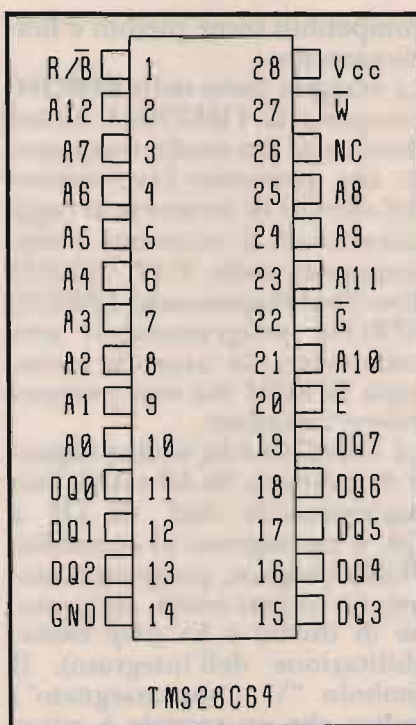 R/B̅ 1 28 Vcc
A12 2 27 W
A7 3 26 NC
A6 4 25 A8
A5 5 24 A9
A4 6 23 A11
A3 7 22 G̅
A2 8 21 A10
A1 9 20 E̅
A0 10 19 DQ7
DQ0 11 18 DQ6
DQ1 12 17 DQ5
DQ2 13 16 DQ4
GND 14 15 DQ3
TMS28C64